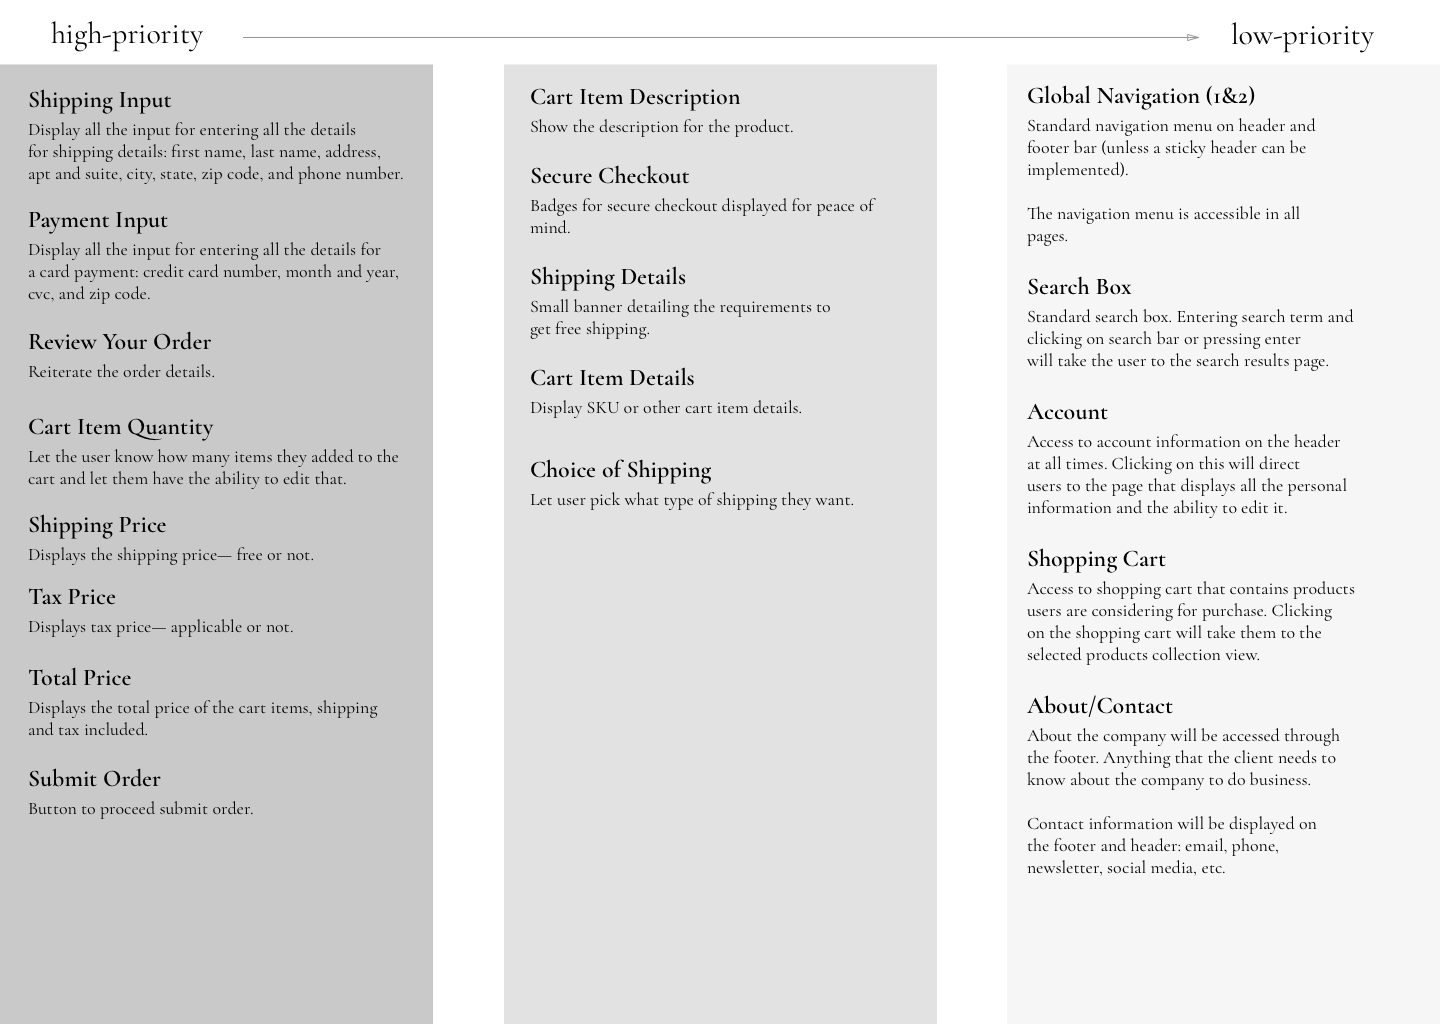 high-priority
low-priority
Shipping Input
Display all the input for entering all the details
for shipping details: first name, last name, address,
apt and suite, city, state, zip code, and phone number.
Payment Input
Display all the input for entering all the details for
a card payment: credit card number, month and year,
cvc, and zip code.
Review Your Order
Reiterate the order details.
Cart Item Quantity
Let the user know how many items they added to the
cart and let them have the ability to edit that.
Shipping Price
Displays the shipping price— free or not.
Tax Price
Displays tax price— applicable or not.
Total Price
Displays the total price of the cart items, shipping
and tax included.
Submit Order
Button to proceed submit order.
Cart Item Description
Show the description for the product.
Secure Checkout
Badges for secure checkout displayed for peace of
mind.
Shipping Details
Small banner detailing the requirements to
get free shipping.
Cart Item Details
Display SKU or other cart item details.
Choice of Shipping
Let user pick what type of shipping they want.
Global Navigation (1&2)
Standard navigation menu on header and
footer bar (unless a sticky header can be
implemented).
The navigation menu is accessible in all
pages.
Search Box
Standard search box. Entering search term and
clicking on search bar or pressing enter
will take the user to the search results page.
Account
Access to account information on the header
at all times. Clicking on this will direct
users to the page that displays all the personal
information and the ability to edit it.
Shopping Cart
Access to shopping cart that contains products
users are considering for purchase. Clicking
on the shopping cart will take them to the
selected products collection view.
About/Contact
About the company will be accessed through
the footer. Anything that the client needs to
know about the company to do business.
Contact information will be displayed on
the footer and header: email, phone,
newsletter, social media, etc.